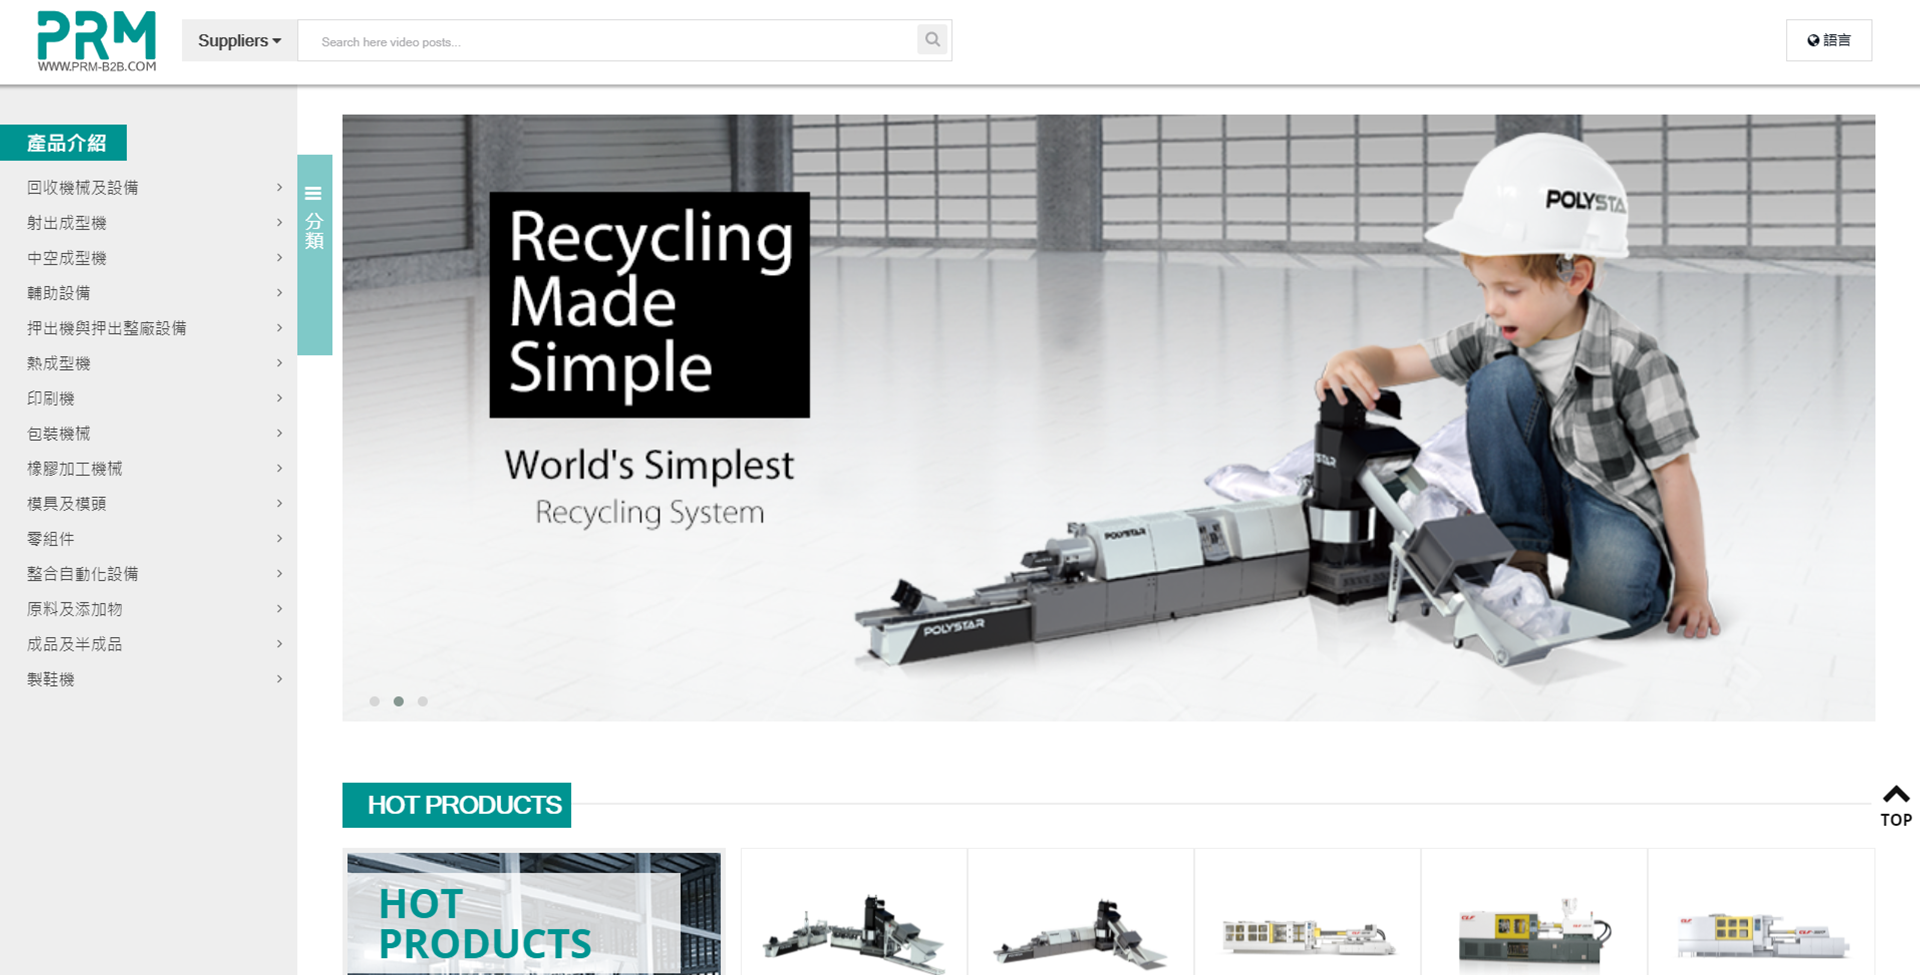 PRM
WWW.PRM-B2B.COM
Suppliers
Search here video posts...
語言
產品介紹
回收機械及設備
射出成型機
中空成型機
輔助設備
押出機與押出整廠設備
熱成型機
印刷機
包裝機械
橡膠加工機械
模具及模頭
零組件
整合自動化設備
原料及添加物
成品及半成品
製鞋機
分類
Recycling
Made
Simple
World's Simplest
Recycling System
POLYSTA
STAR
POLYSTAR
POLYSTAR
HOT PRODUCTS
TOP
HOT
PRODUCTS
CLF
CLF
CLF